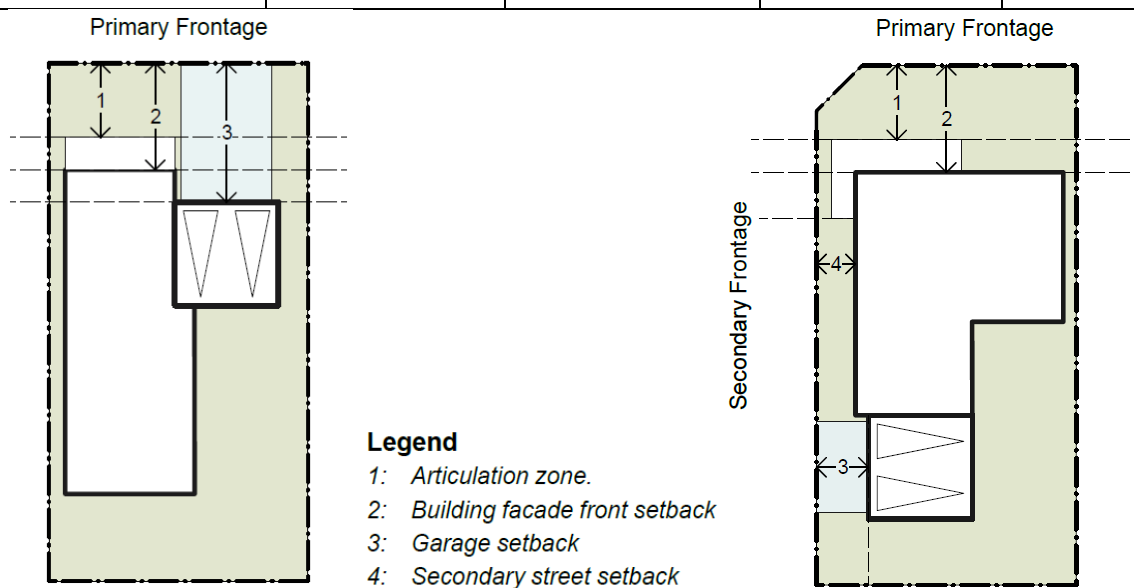 Primary Frontage
1
2
3
Primary Frontage
1
2
Secondary Frontage
4
3
Legend
1: Articulation zone.
2: Building facade front setback
3: Garage setback
4: Secondary street setback